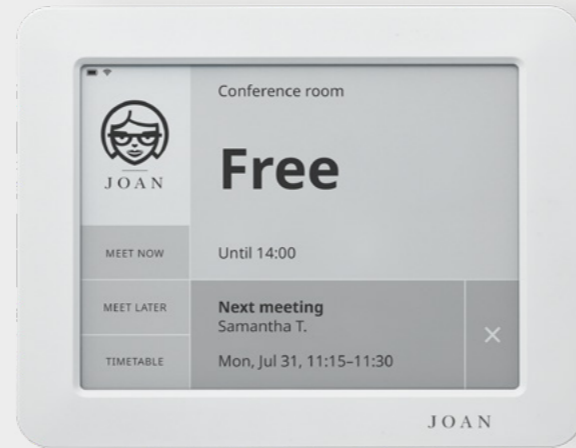 JOAN
MEET NOW
MEET LATER
TIMETABLE
Conference room
Free
Until 14:00
Next meeting
Samantha T.
Mon, Jul 31, 11:15–11:30
JOAN